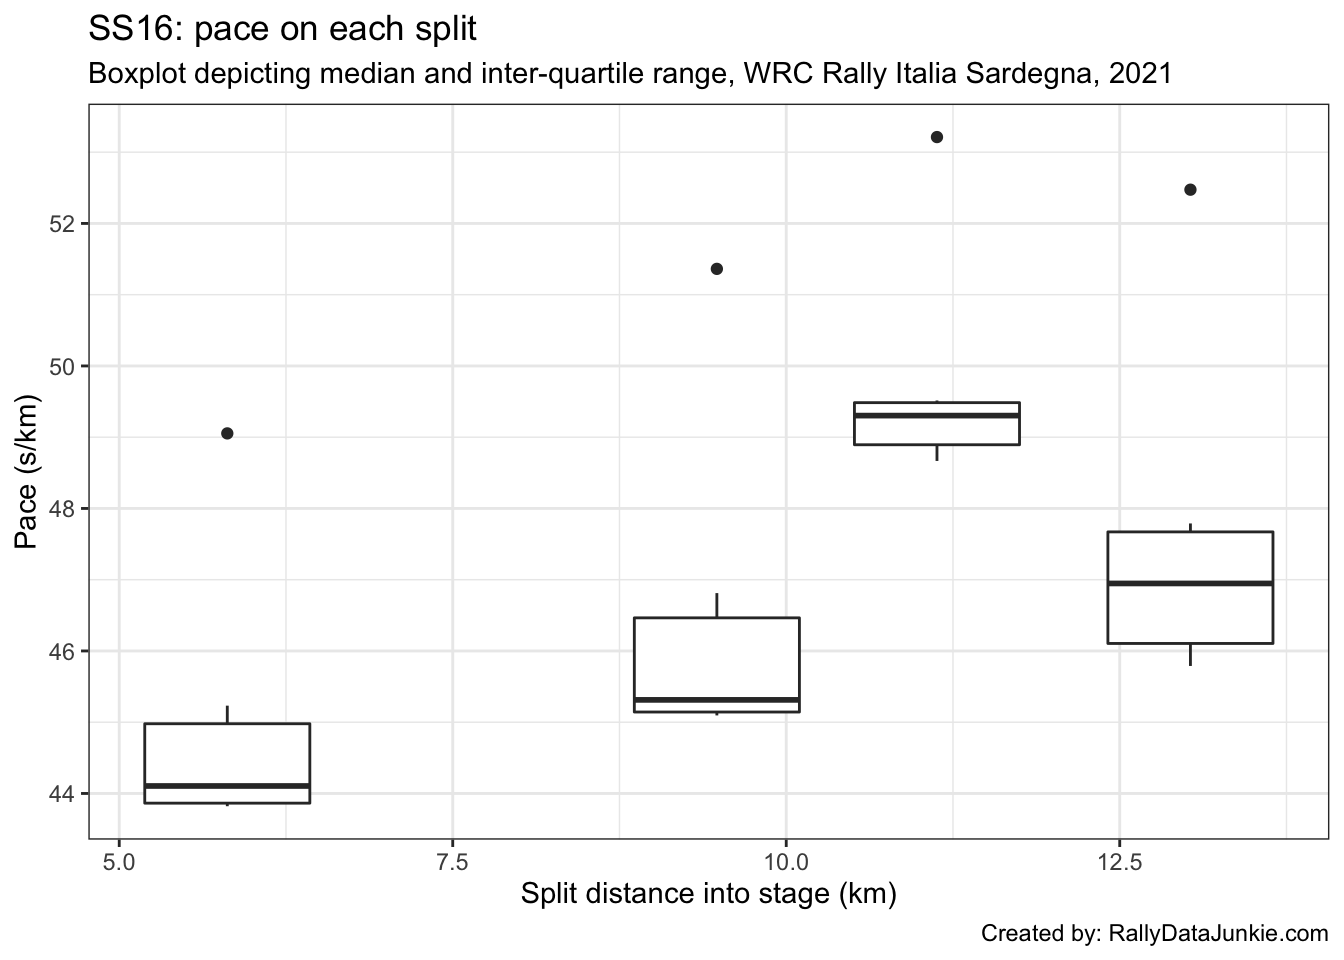 SS16: pace on each split
Boxplot depicting median and inter-quartile range, WRC Rally Italia Sardegna, 2021
52
50
48
46
44
Pace (s/km)
5.0 7.5 10.0 12.5
Split distance into stage (km)
Created by: RallyDataJunkie.com